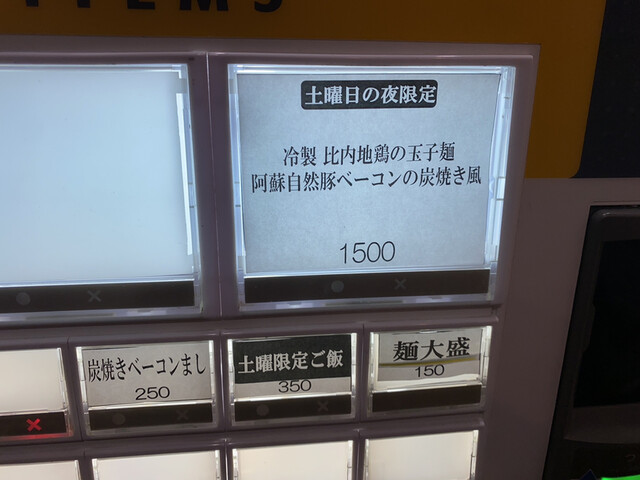 土曜日の夜限定
冷製 比内地鶏の玉子麺
阿蘇自然豚ベーコンの炭焼き風
1500
炭焼きベーコンまし
250
土曜限定ご飯
350
麺大盛
150